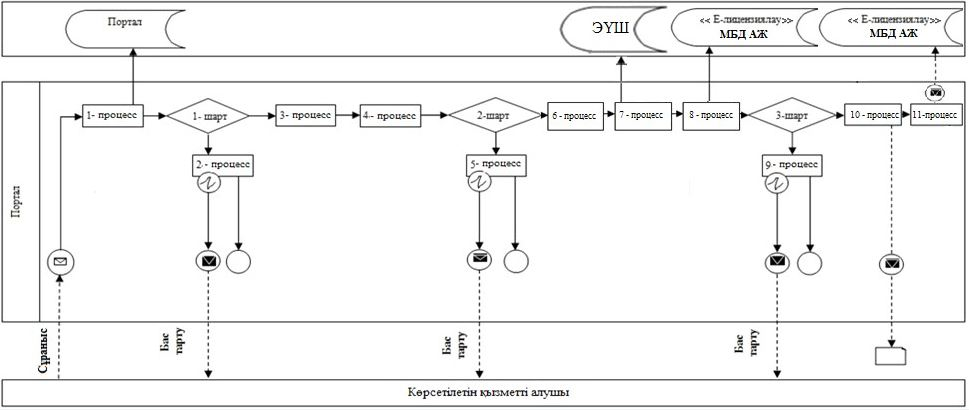 Портал
ЭҮШ
<< Е-лицензиялау>>
МБД АЖ
<< Е-лицензиялау>>
МБД АЖ
Портал
1- процесс
1- шарт
3- процесс
4- процесс
2-шарт
6 - процесс
7 - процесс
8 - процесс
3-шарт
10 - процесс
11-процесс
2- процесс
5- процесс
9- процесс
Сұраныс
Бас
тарту
Бас
тарту
Бас
тарту
Көрсетілетін қызметті алушы